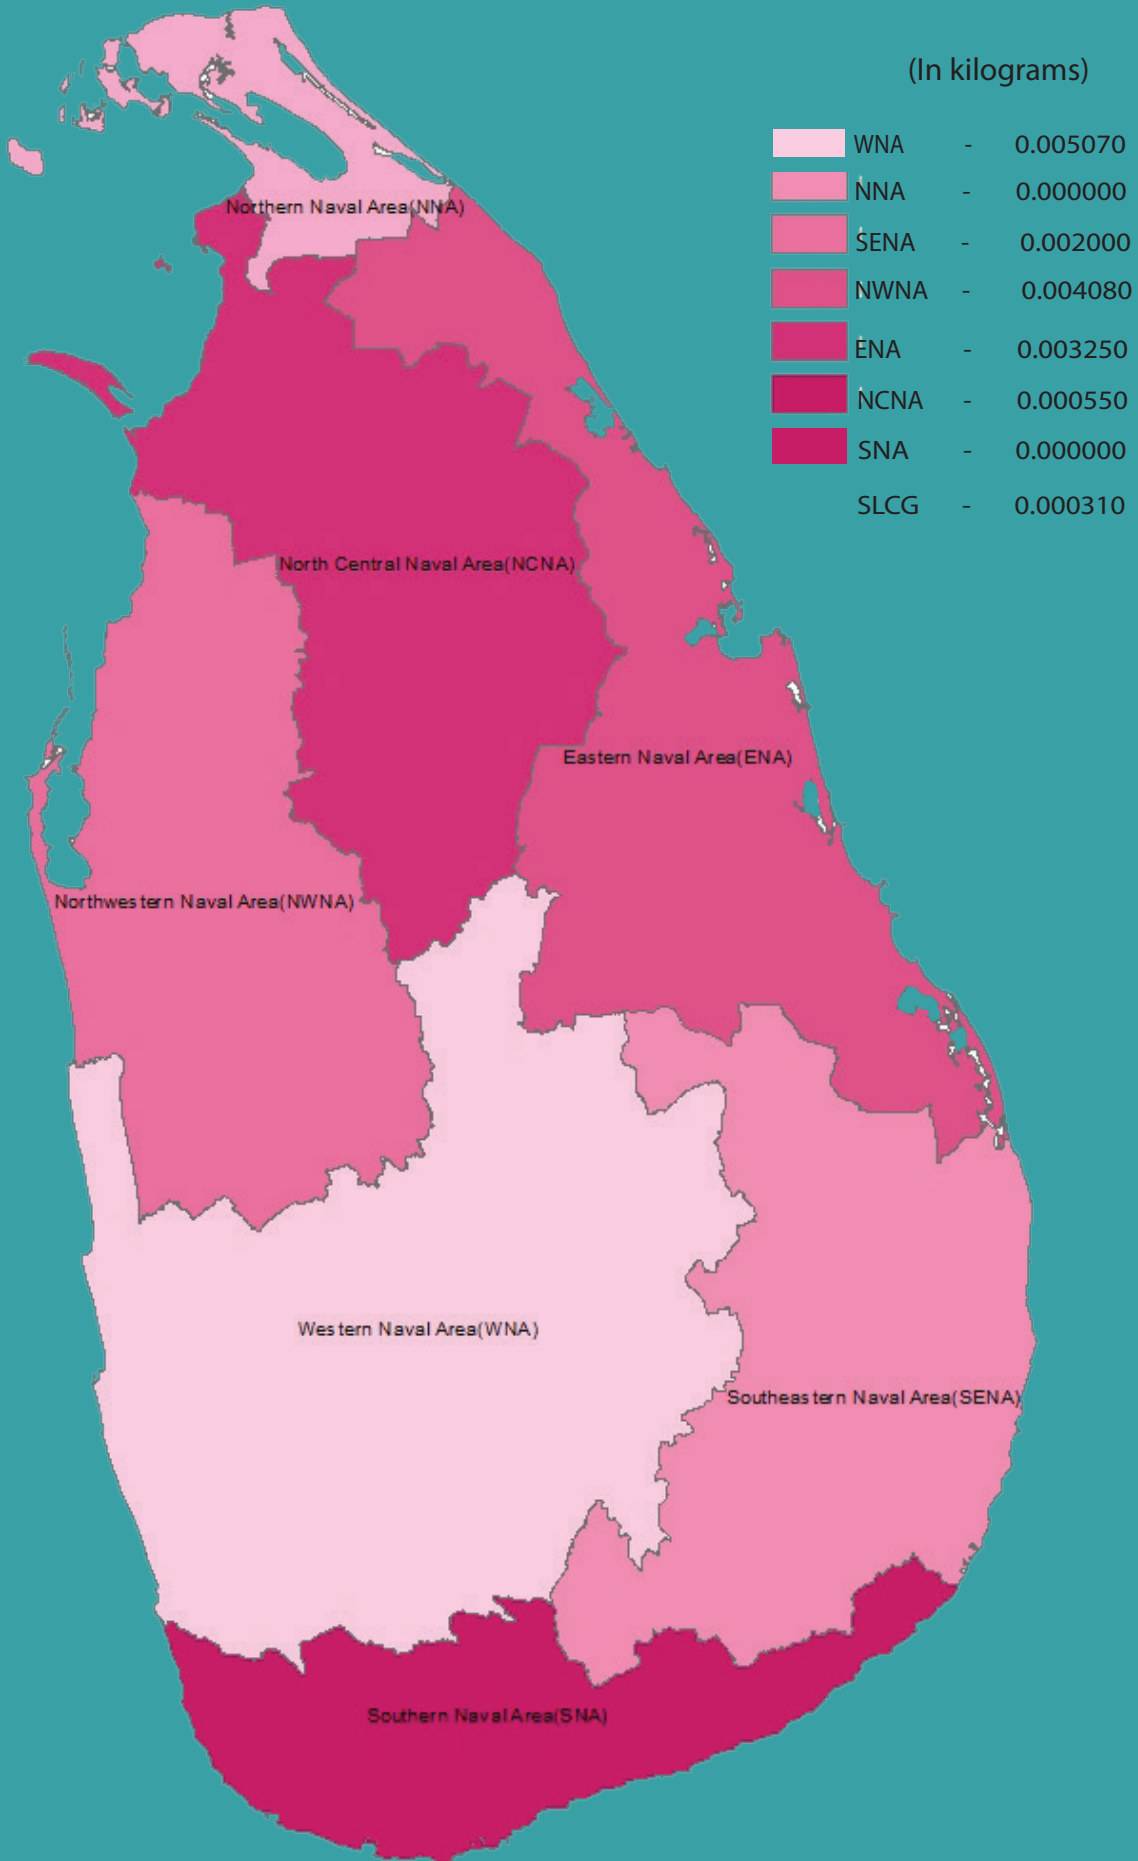 (In kilograms)
WNA - 0.005070
NNA - 0.000000
SENA - 0.002000
NWNA - 0.004080
ENA - 0.003250
NCNA - 0.000550
SNA - 0.000000
SLCG - 0.000310
Northern Naval Area(NNA)
North Central Naval Area(NCNA)
Eastern Naval Area(ENA)
Northwestern Naval Area(NWNA)
Western Naval Area(WNA)
Southeastern Naval Area(SENA)
Southern Naval Area(SNA)